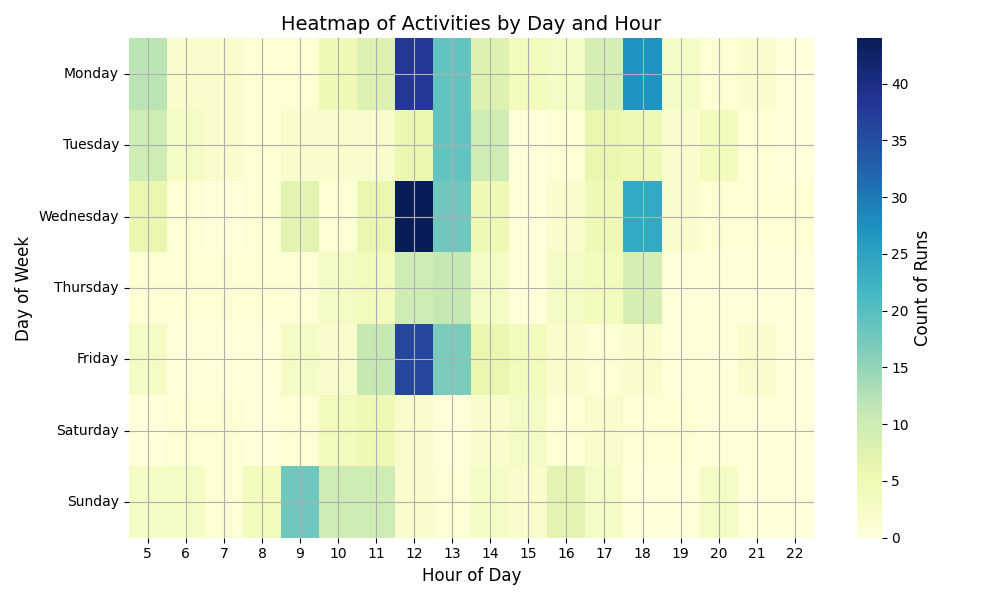 Heatmap of Activities by Day and Hour
Day of Week
Monday
Tuesday
Wednesday
Thursday
Friday
Saturday
Sunday
5 6 7 8 9 10 11 12 13 14 15 16 17 18 19 20 21 22
Hour of Day
40
35
30
25
20
15
10
5
0
Count of Runs